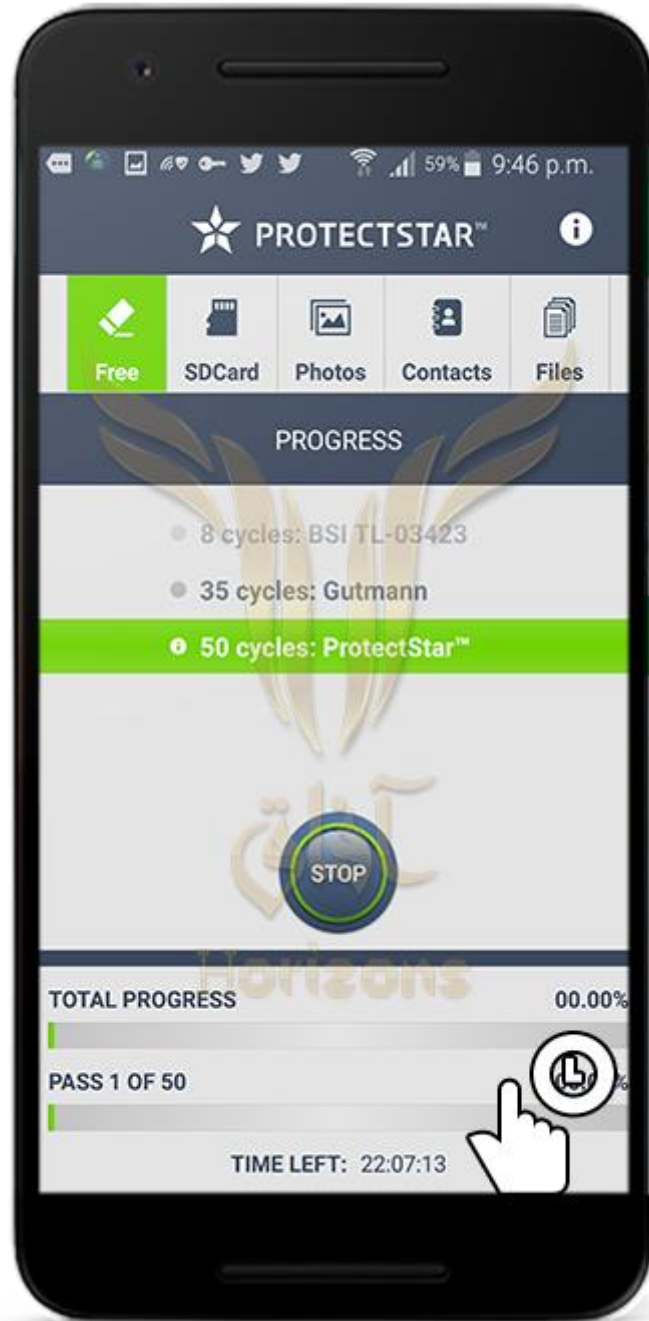 59% 9:46 p.m.
PROTECTSTAR™
Free SDCard Photos Contacts Files
PROGRESS
8 cycles: BSI TL-03423
35 cycles: Gutmann
50 cycles: ProtectStar™
STOP
آفاق
Horizons
TOTAL PROGRESS 00.00%
PASS 1 OF 50
TIME LEFT: 22:07:13